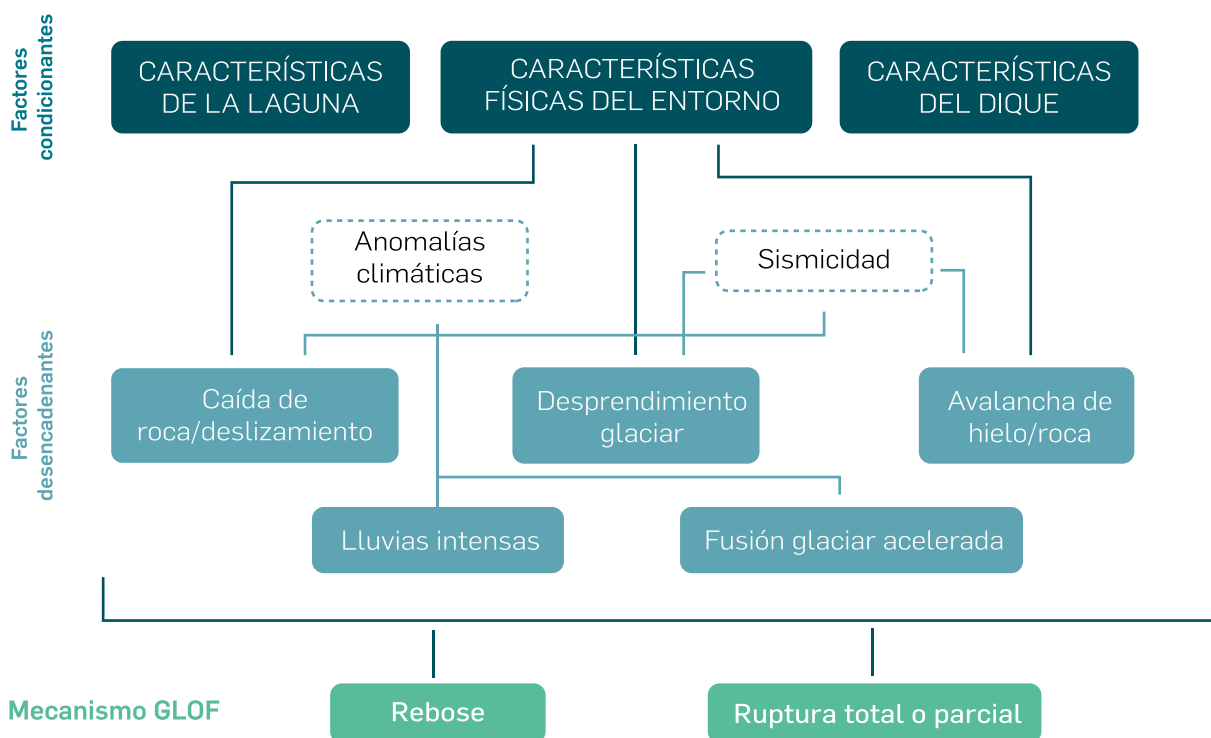 Factores
condicionantes
CARACTERÍSTICAS
DE LA LAGUNA
CARACTERÍSTICAS
FÍSICAS DEL ENTORNO
CARACTERÍSTICAS
DEL DIQUE
Anomalías
climáticas
Sismicidad
Factores
desencadenantes
Caída de
roca/deslizamiento
Desprendimiento
glaciar
Avalancha de
hielo/roca
Lluvias intensas
Fusión glaciar acelerada
Mecanismo GLOF
Rebose
Ruptura total o parcial